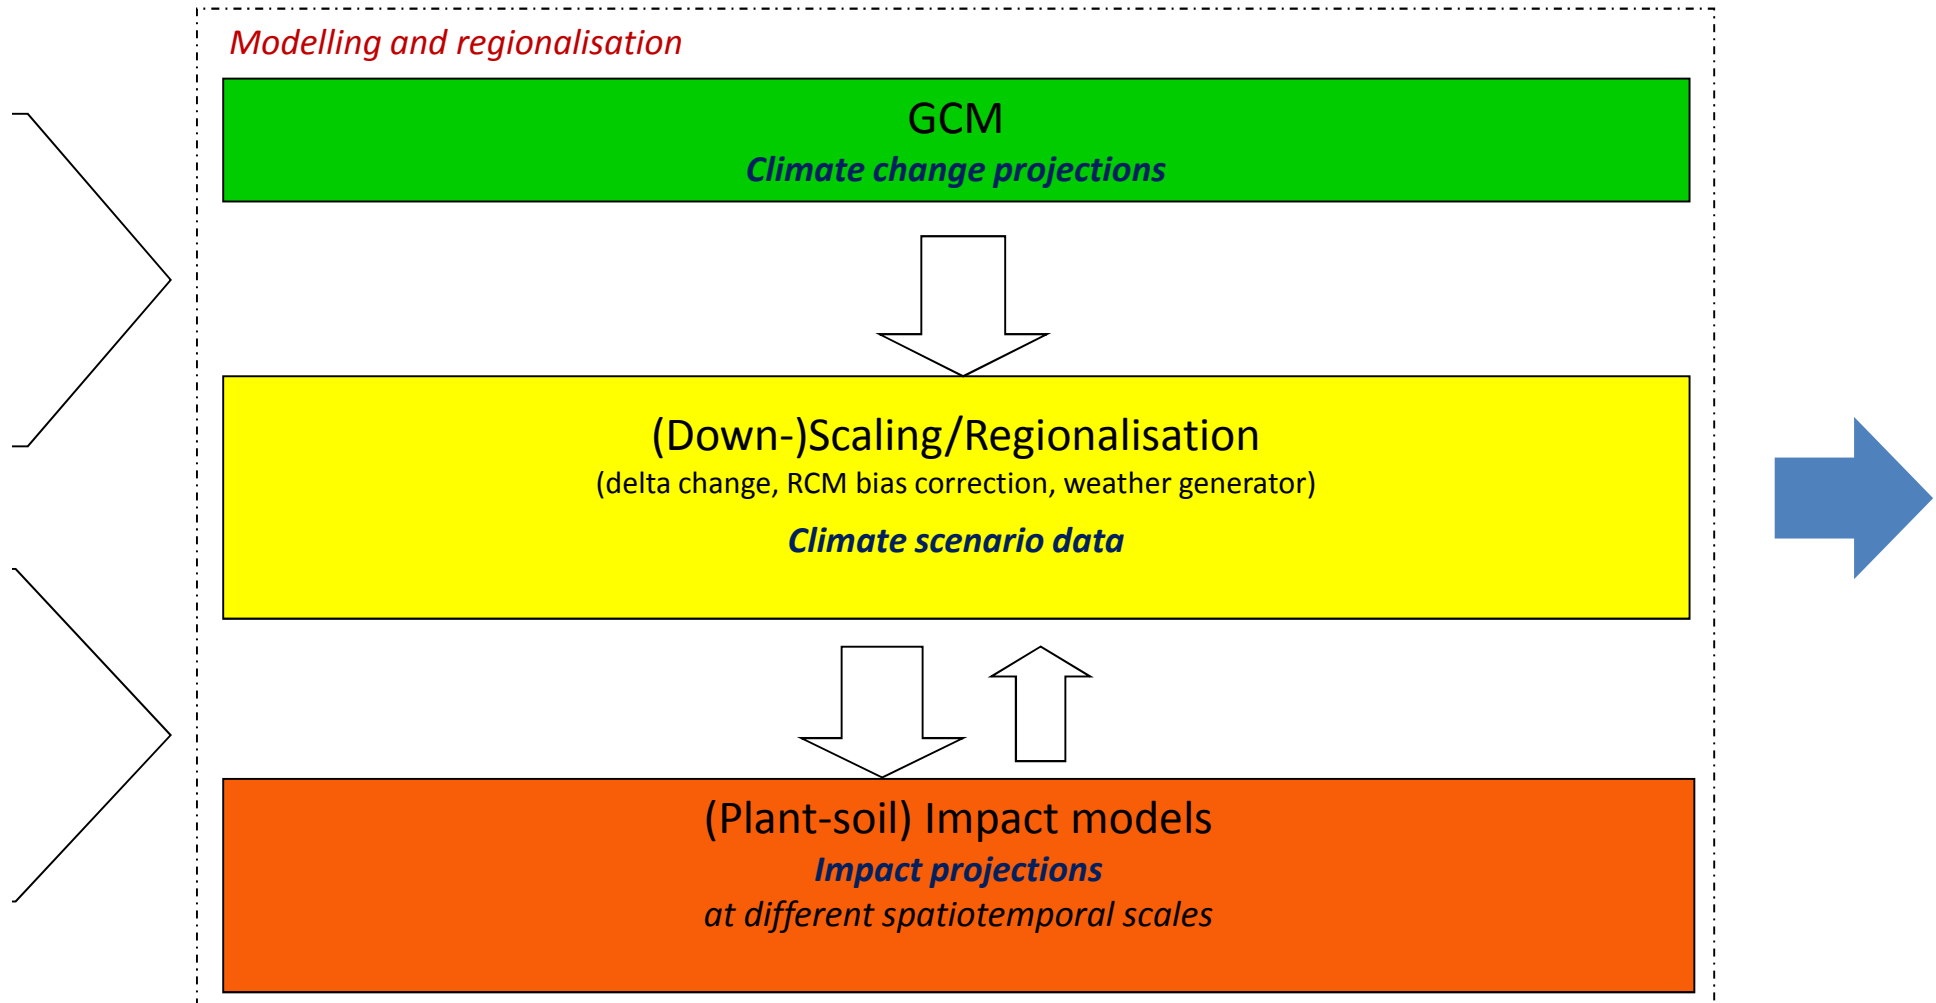 Modelling and regionalisation
GCM
Climate change projections
(Down-)Scaling/Regionalisation
(delta change, RCM bias correction, weather generator)
Climate scenario data
(Plant-soil) Impact models
Impact projections
at different spatiotemporal scales